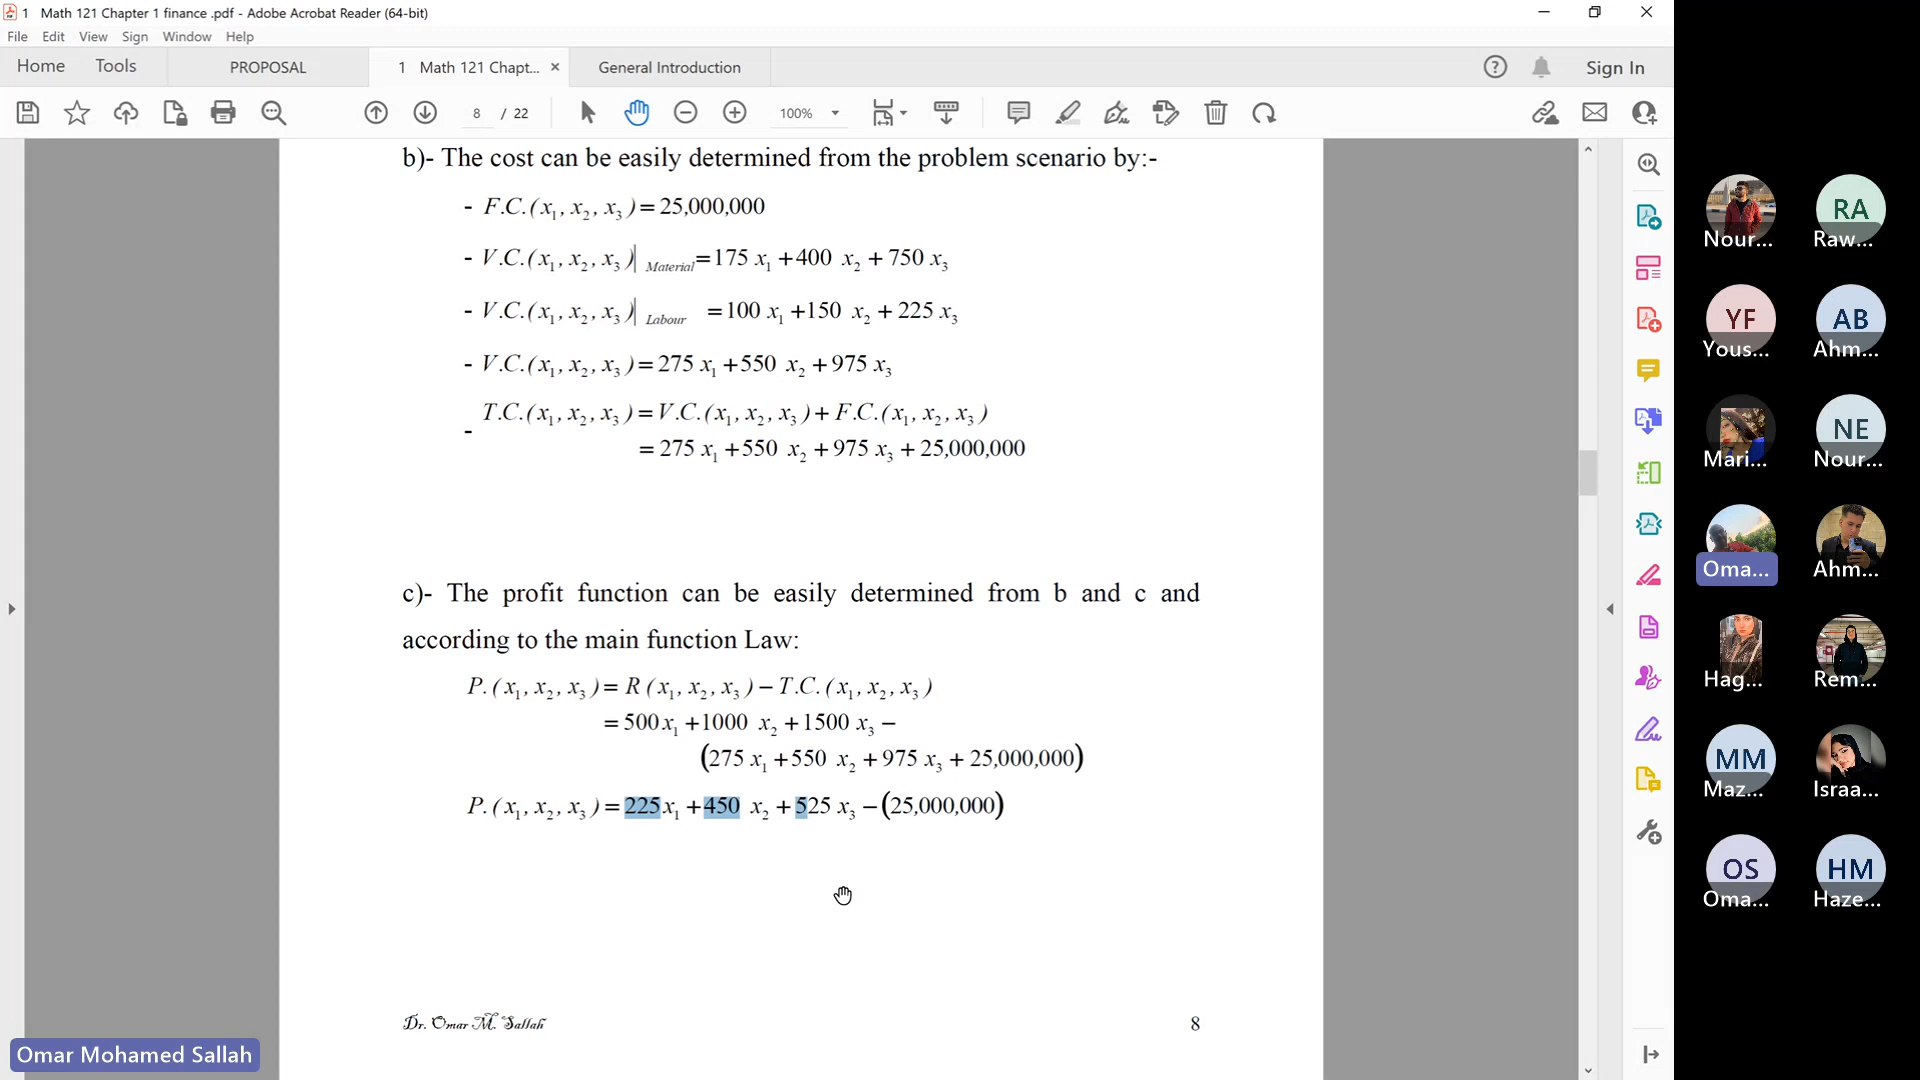 1 Math 121 Chapter 1 finance .pdf - Adobe Acrobat Reader (64-bit)
File Edit View Sign Window Help
Home Tools PROPOSAL 1 Math 121 Chapt... × General Introduction Sign In
8 / 22 100%
b)- The cost can be easily determined from the problem scenario by:-
- F.C.(x₁, x₂, x₃) = 25,000,000
- V.C.(x₁, x₂, x₃)| Material = 175 x₁ + 400 x₂ + 750 x₃
- V.C.(x₁, x₂, x₃)| Labour = 100 x₁ + 150 x₂ + 225 x₃
- V.C.(x₁, x₂, x₃) = 275 x₁ + 550 x₂ + 975 x₃
- T.C.(x₁, x₂, x₃) = V.C.(x₁, x₂, x₃) + F.C.(x₁, x₂, x₃)
= 275 x₁ + 550 x₂ + 975 x₃ + 25,000,000
c)- The profit function can be easily determined from b and c and
according to the main function Law:
P.(x₁, x₂, x₃) = R (x₁, x₂, x₃) − T.C.(x₁, x₂, x₃)
= 500 x₁ + 1000 x₂ + 1500 x₃ −
(275 x₁ + 550 x₂ + 975 x₃ + 25,000,000)
P.(x₁, x₂, x₃) = 225 x₁ + 450 x₂ + 525 x₃ − (25,000,000)
Dr. Omar M. Sallah 8
Omar Mohamed Sallah
Nour...
RA
Raw...
YF
Yous...
AB
Ahm...
Mari...
NE
Nour...
Oma...
Ahm...
Hag...
Rem...
MM
Maz...
Israa...
OS
Oma...
HM
Haze...